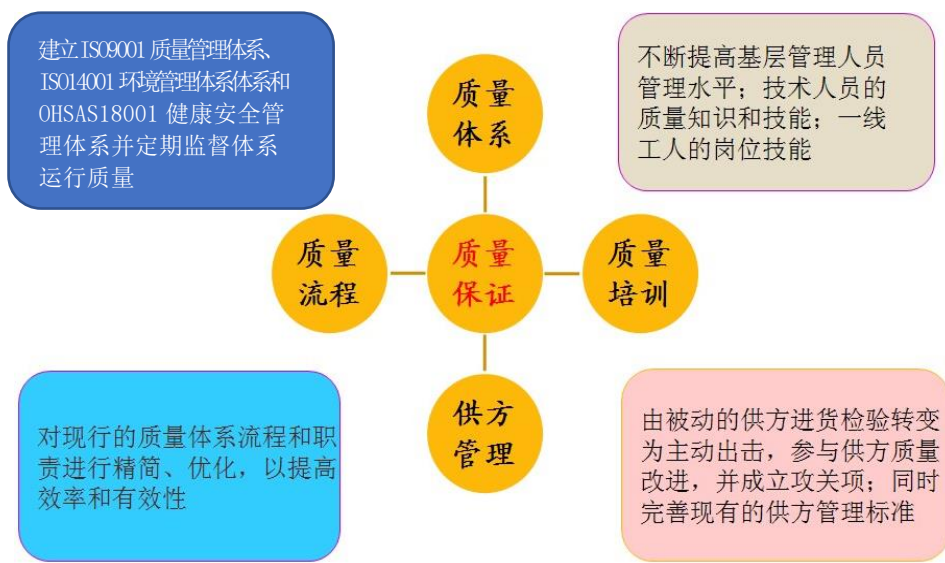 建立ISO9001质量管理体系、
ISO14001环境管理体系体系和
OHSAS18001健康安全管
理体系并定期监督体系
运行质量
不断提高基层管理人员
管理水平；技术人员的
质量知识和技能；一线
工人的岗位技能
质量
体系
质量
流程
质量
保证
质量
培训
供方
管理
对现行的质量体系流程和职
责进行精简、优化，以提高
效率和有效性
由被动的供方进货检验转变
为主动出击，参与供方质量
改进，并成立攻关项；同时
完善现有的供方管理标准